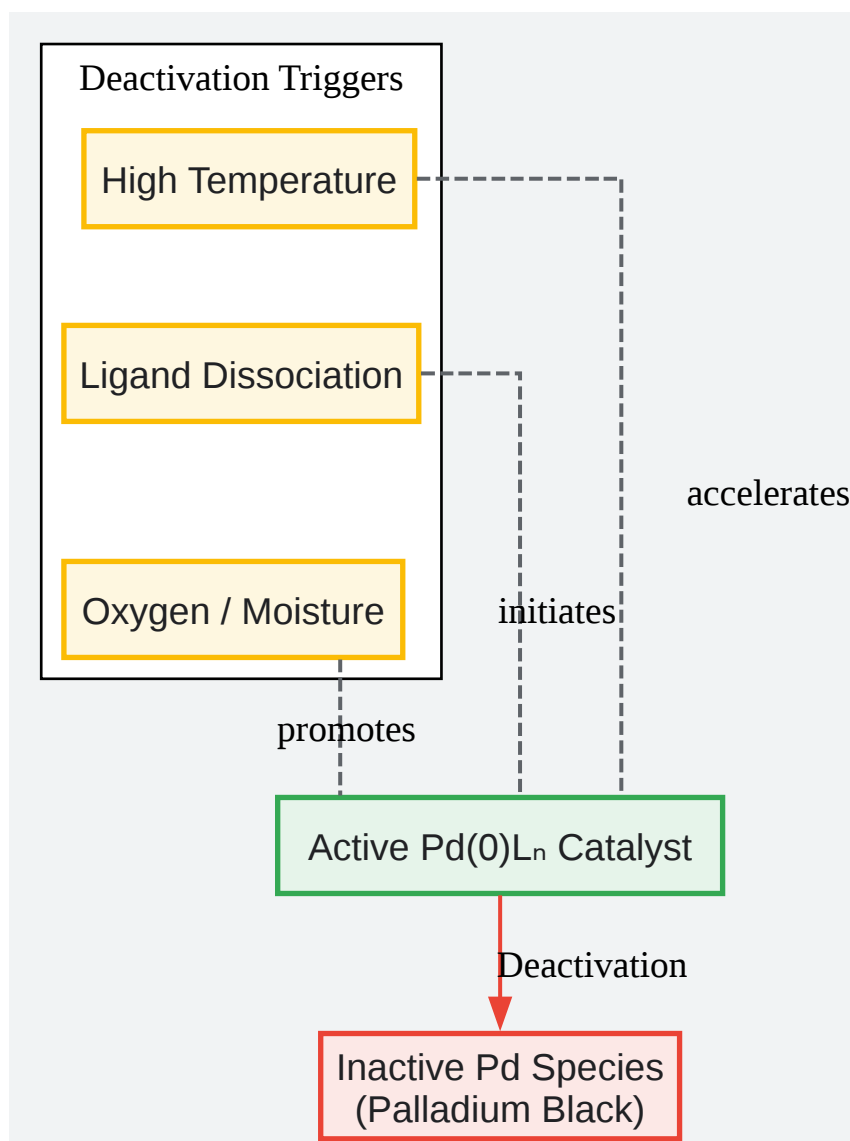 Deactivation Triggers
High Temperature
Ligand Dissociation
accelerates
Oxygen / Moisture
initiates
promotes
Active Pd(0)Lₙ Catalyst
Deactivation
Inactive Pd Species
(Palladium Black)